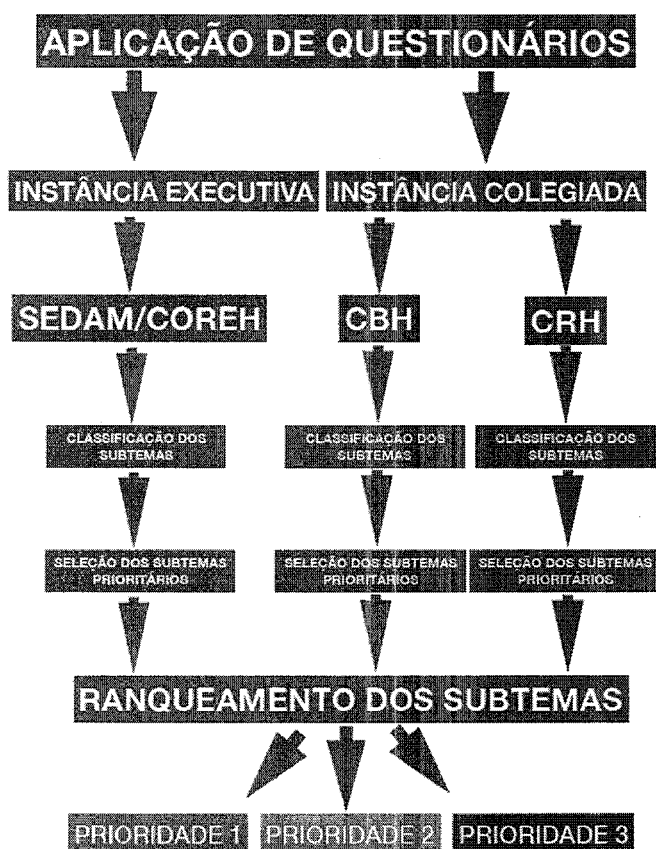 APLICAÇÃO DE QUESTIONÁRIOS
INSTÂNCIA EXECUTIVA
INSTÂNCIA COLEGIADA
SEDAM/COREH
CBH
CRH
CLASSIFICAÇÃO DOS
SUBTEMAS
CLASSIFICAÇÃO DOS
SUBTEMAS
CLASSIFICAÇÃO DOS
SUBTEMAS
SELEÇÃO DOS SUBTEMAS
PRIORITÁRIOS
SELEÇÃO DOS SUBTEMAS
PRIORITÁRIOS
SELEÇÃO DOS SUBTEMAS
PRIORITÁRIOS
RANQUEAMENTO DOS SUBTEMAS
PRIORIDADE 1
PRIORIDADE 2
PRIORIDADE 3